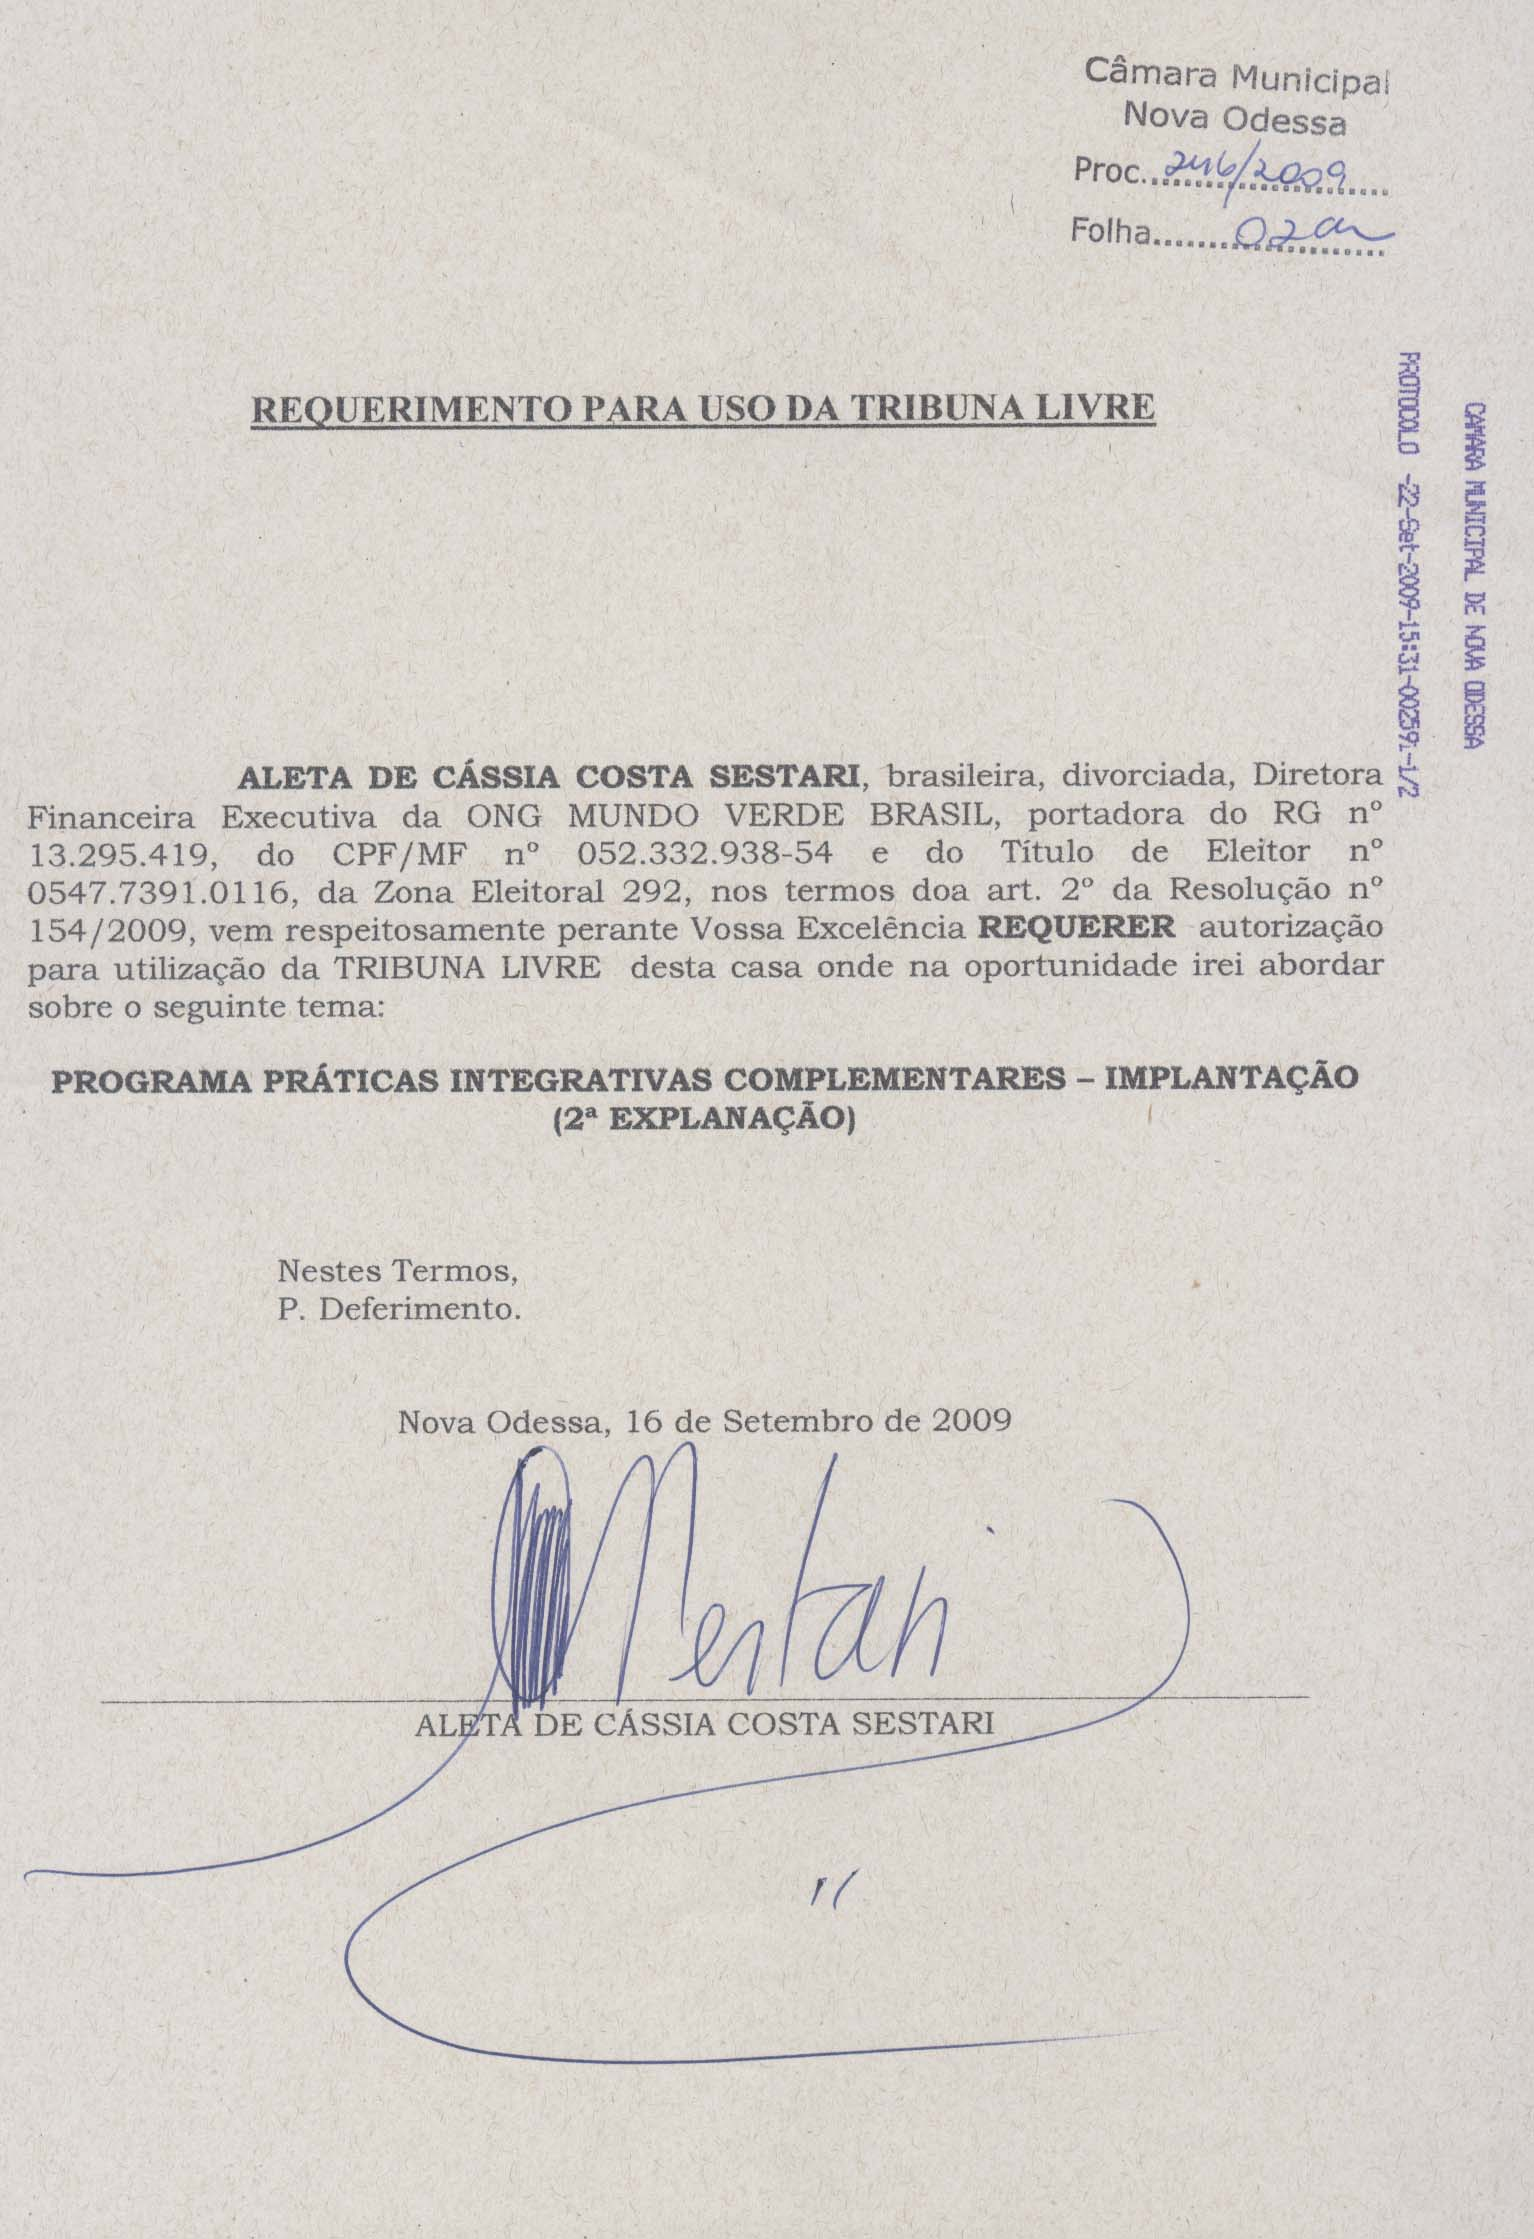 Câmara Municipal
Nova Odessa
Proc. 246/2009
Folha 02
CAMARA MUNICIPAL DE NOVA ODESSA
PROTOCOLO -22-Set-2009-15:31-002591-1/2
REQUERIMENTO PARA USO DA TRIBUNA LIVRE
ALETA DE CÁSSIA COSTA SESTARI, brasileira, divorciada, Diretora
Financeira Executiva da ONG MUNDO VERDE BRASIL, portadora do RG nº
13.295.419, do CPF/MF nº 052.332.938-54 e do Título de Eleitor nº
0547.7391.0116, da Zona Eleitoral 292, nos termos doa art. 2º da Resolução nº
154/2009, vem respeitosamente perante Vossa Excelência REQUERER autorização
para utilização da TRIBUNA LIVRE desta casa onde na oportunidade irei abordar
sobre o seguinte tema:
PROGRAMA PRÁTICAS INTEGRATIVAS COMPLEMENTARES – IMPLANTAÇÃO
(2ª EXPLANAÇÃO)
Nestes Termos,
P. Deferimento.
Nova Odessa, 16 de Setembro de 2009
ALETA DE CÁSSIA COSTA SESTARI